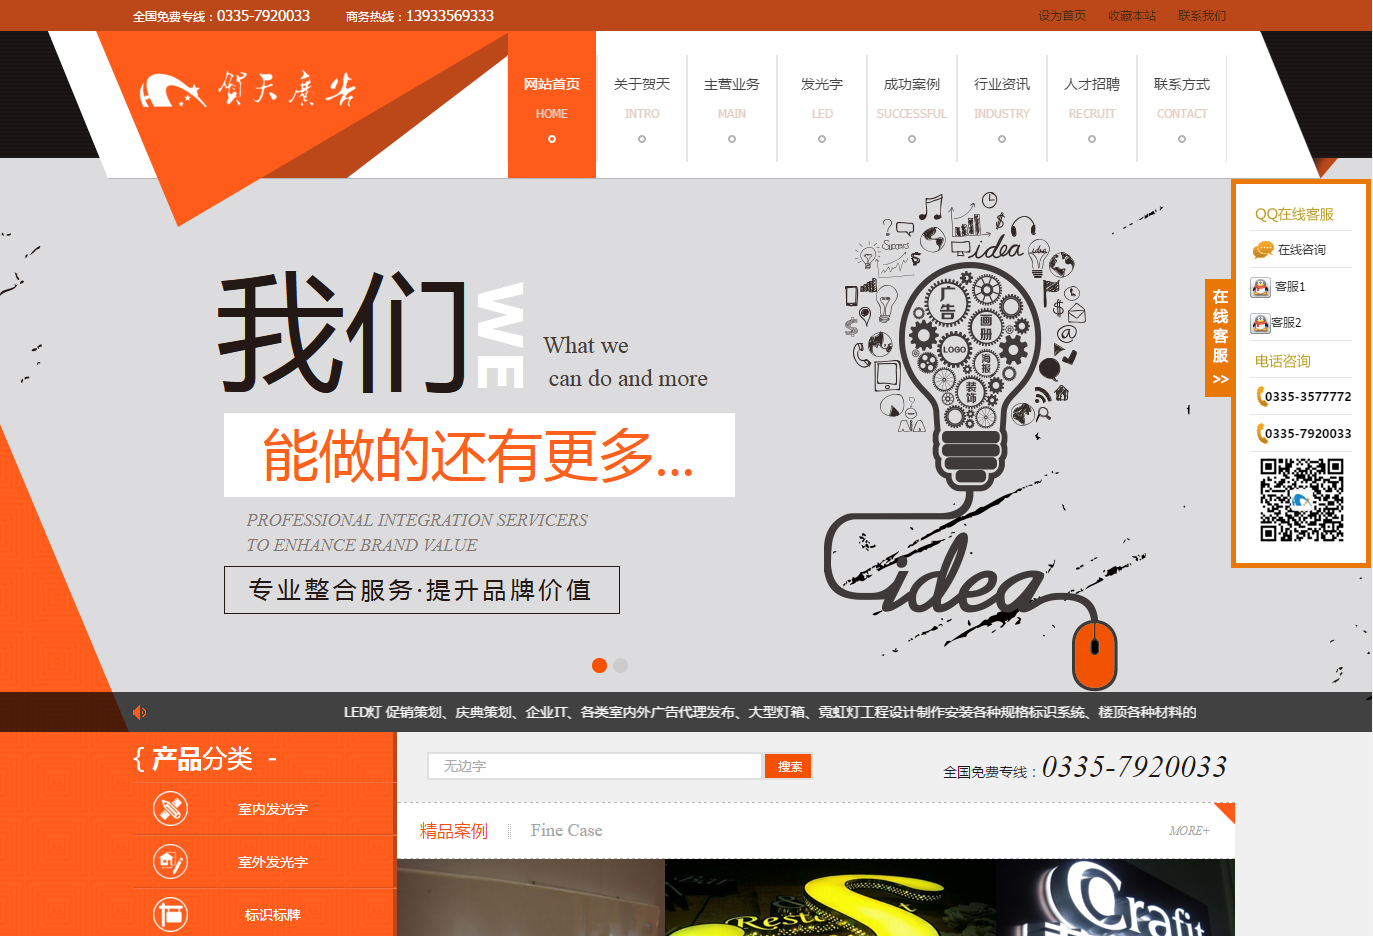 全国免费专线：0335-7920033 商务热线：13933569333
设为首页 收藏本站 联系我们
贺天廣告
网站首页 关于贺天 主营业务 发光字 成功案例 行业资讯 人才招聘 联系方式
HOME INTRO MAIN LED SUCCESSFUL INDUSTRY RECRUIT CONTACT
QQ在线客服
在线咨询
客服1
客服2
电话咨询
0335-3577772
0335-7920033
在线客服
>>
我们
WE
What we
can do and more
能做的还有更多...
PROFESSIONAL INTEGRATION SERVICERS
TO ENHANCE BRAND VALUE
专业整合服务·提升品牌价值
Success
idea
idea
广告
画册
LOGO
海报
装饰
idea
LED灯 促销策划、庆典策划、企业IT、各类室内外广告代理发布、大型灯箱、霓虹灯工程设计制作安装各种规格标识系统、楼顶各种材料的
{ 产品分类 -
室内发光字
室外发光字
标识标牌
无边字 搜索
全国免费专线：0335-7920033
精品案例 Fine Case
MORE+
Bar
Rest
Crafit